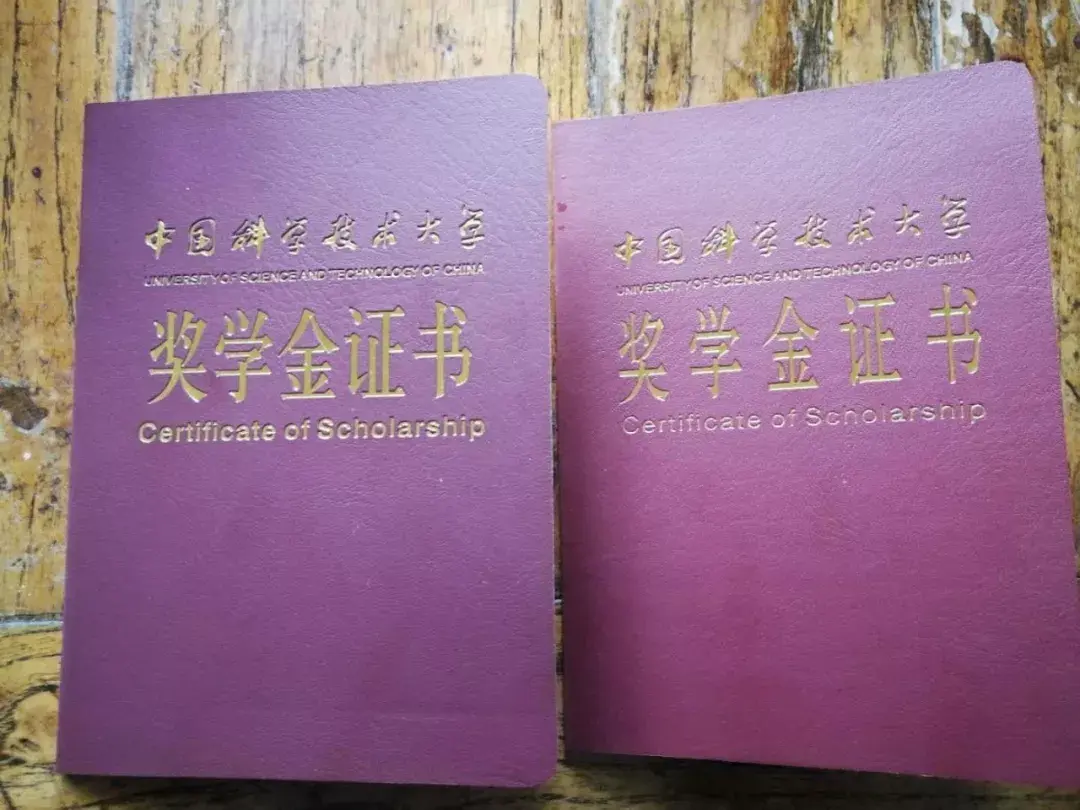 中国科学技术大学
UNIVERSITY OF SCIENCE AND TECHNOLOGY OF CHINA
奖学金证书
Certificate of Scholarship
中国科学技术大学
UNIVERSITY OF SCIENCE AND TECHNOLOGY OF CHINA
奖学金证书
Certificate of Scholarship